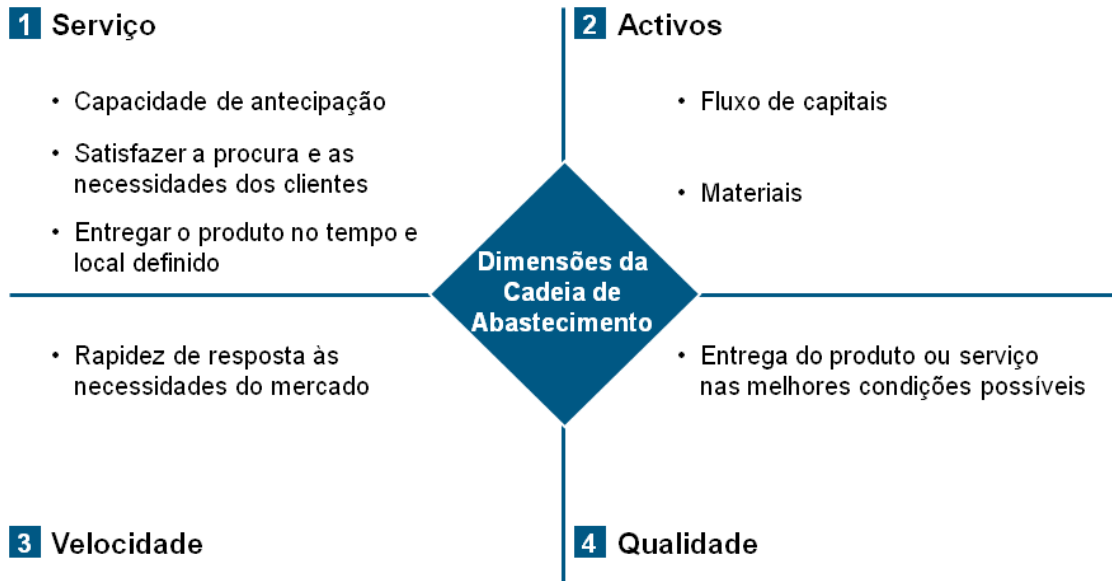 1 Serviço
• Capacidade de antecipação
• Satisfazer a procura e as
necessidades dos clientes
• Entregar o produto no tempo e
local definido
2 Activos
• Fluxo de capitais
• Materiais
Dimensões da
Cadeia de
Abastecimento
• Rapidez de resposta às
necessidades do mercado
3 Velocidade
• Entrega do produto ou serviço
nas melhores condições possíveis
4 Qualidade